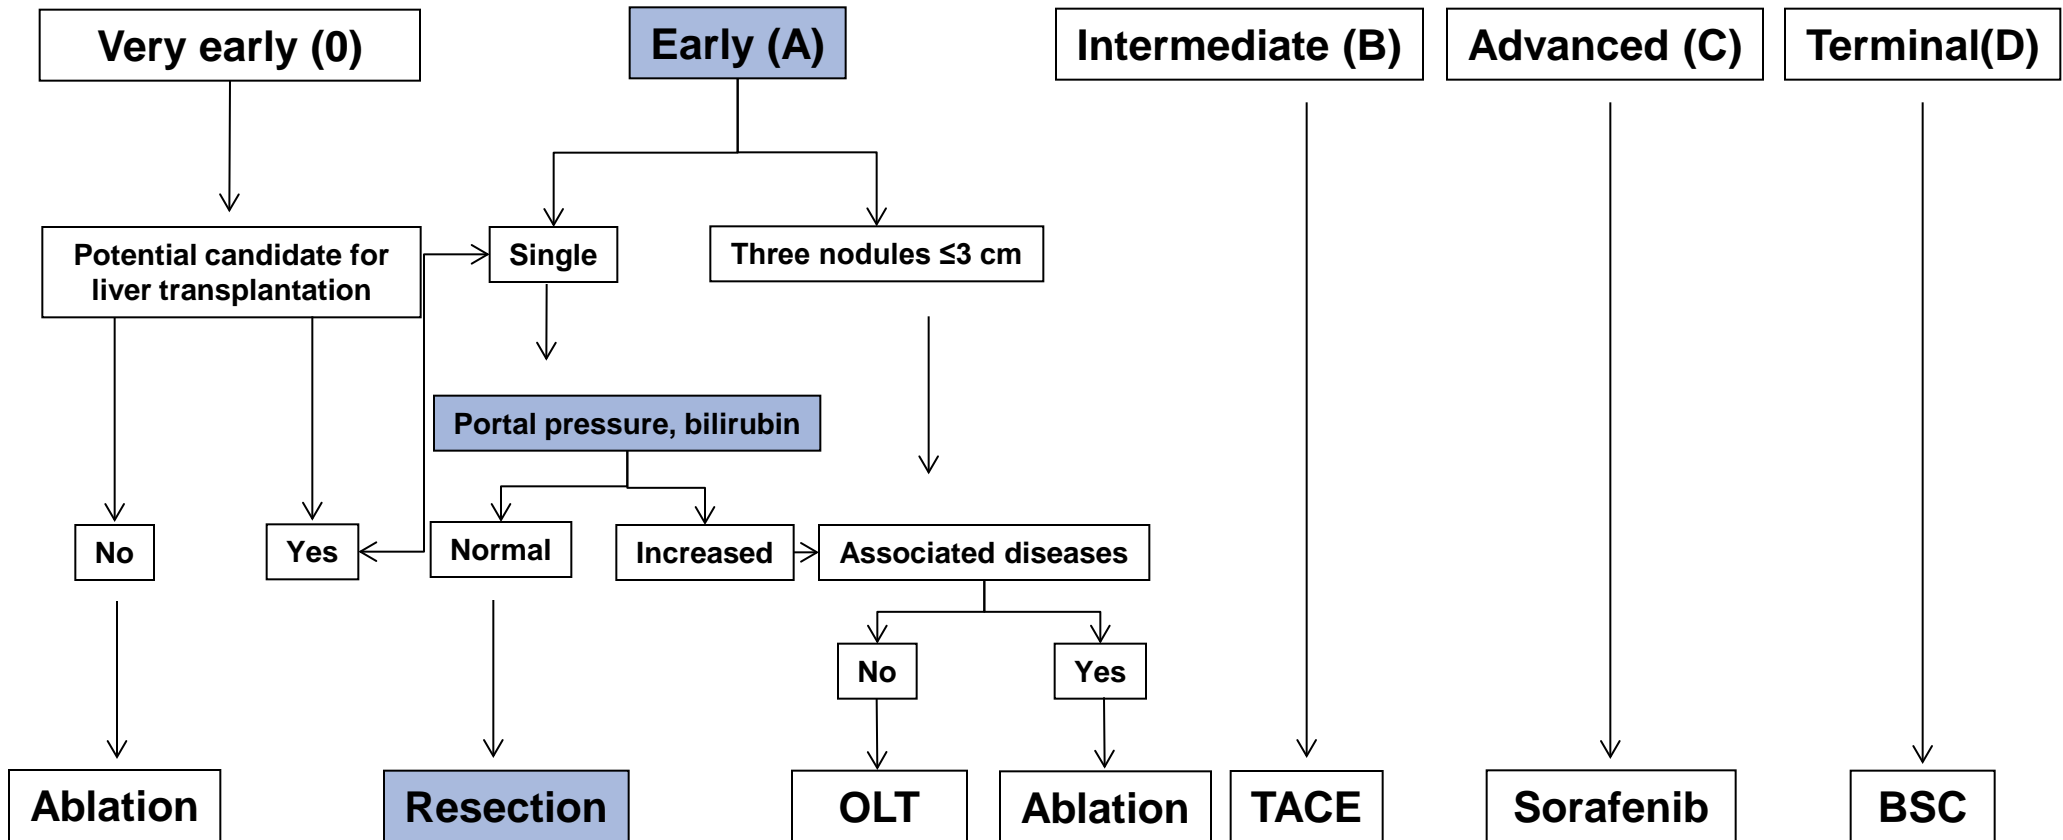 Very early (0)
Early (A)
Intermediate (B)
Advanced (C)
Terminal(D)
Potential candidate for
liver transplantation
Single
Three nodules ≤3 cm
Portal pressure, bilirubin
No
Yes
Normal
Increased
Associated diseases
No
Yes
Ablation
Resection
OLT
Ablation
TACE
Sorafenib
BSC